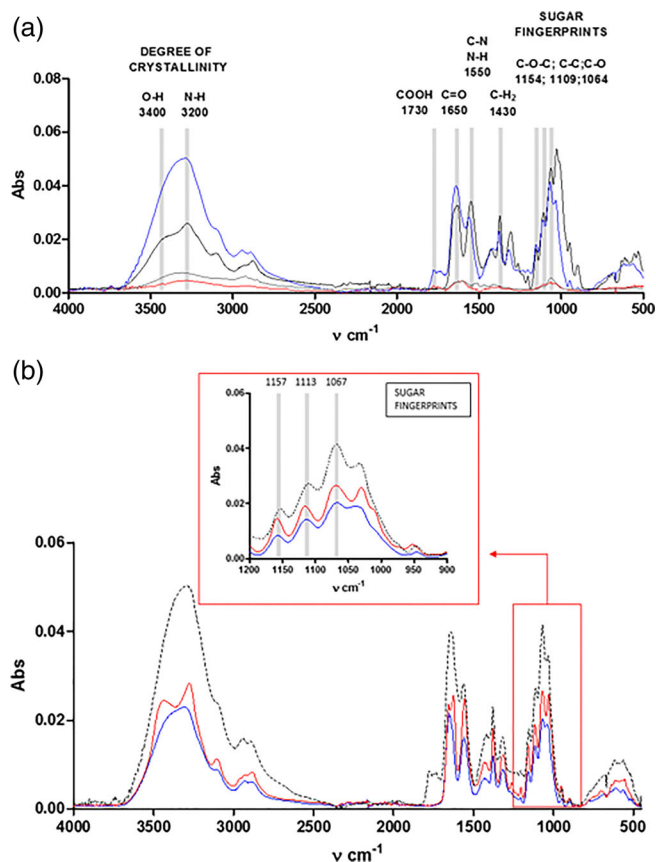 (a)
DEGREE OF
CRYSTALLINITY
O-H
3400
N-H
3200
COOH
1730
C=O
1650
C-N
N-H
1550
C-H₂
1430
SUGAR
FINGERPRINTS
C-O-C; C-C;C-O
1154; 1109;1064
Abs
0.08
0.06
0.04
0.02
0.00
4000 3500 3000 2500 2000 1500 1000 500
ν cm⁻¹
(b)
1157 1113 1067
SUGAR
FINGERPRINTS
Abs
0.06
0.04
0.02
0.00
1200 1150 1100 1050 1000 950 900
ν cm⁻¹
Abs
0.06
0.04
0.02
0.00
4000 3500 3000 2500 2000 1500 1000 500
ν cm⁻¹